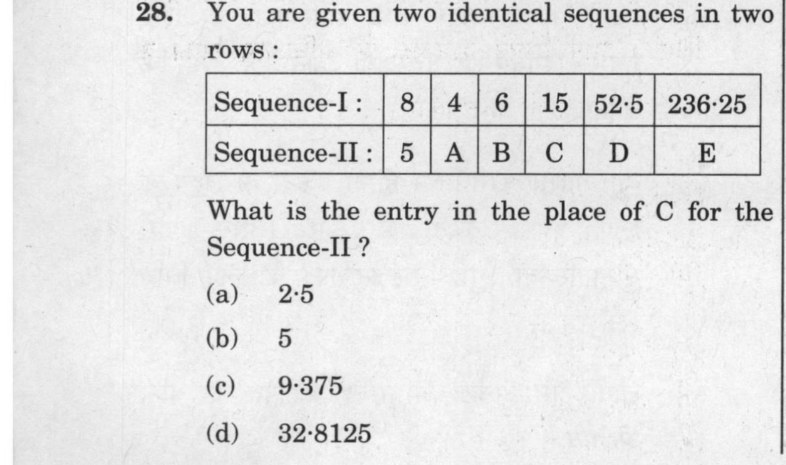 28. You are given two identical sequences in two
rows :
Sequence-I : 8 4 6 15 52·5 236·25
Sequence-II : 5 A B C D E
What is the entry in the place of C for the
Sequence-II ?
(a) 2·5
(b) 5
(c) 9·375
(d) 32·8125